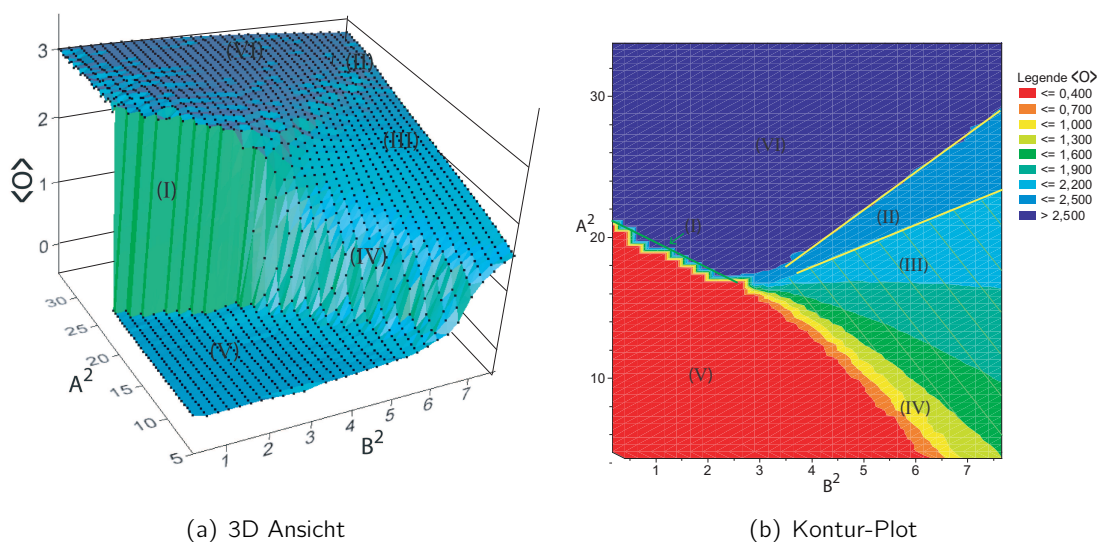 3
2
1
0
<O>
(VI)
(II)
(III)
(I)
(IV)
(V)
30
25
20
15
10
5
A²
1
2
3
4
5
6
7
B²
(a) 3D Ansicht
30
A²
20
10
-
(VI)
(I)
(II)
(III)
(V)
(IV)
1
2
3
4
5
6
7
B²
Legende <O>
<= 0,400
<= 0,700
<= 1,000
<= 1,300
<= 1,600
<= 1,900
<= 2,200
<= 2,500
> 2,500
(b) Kontur-Plot